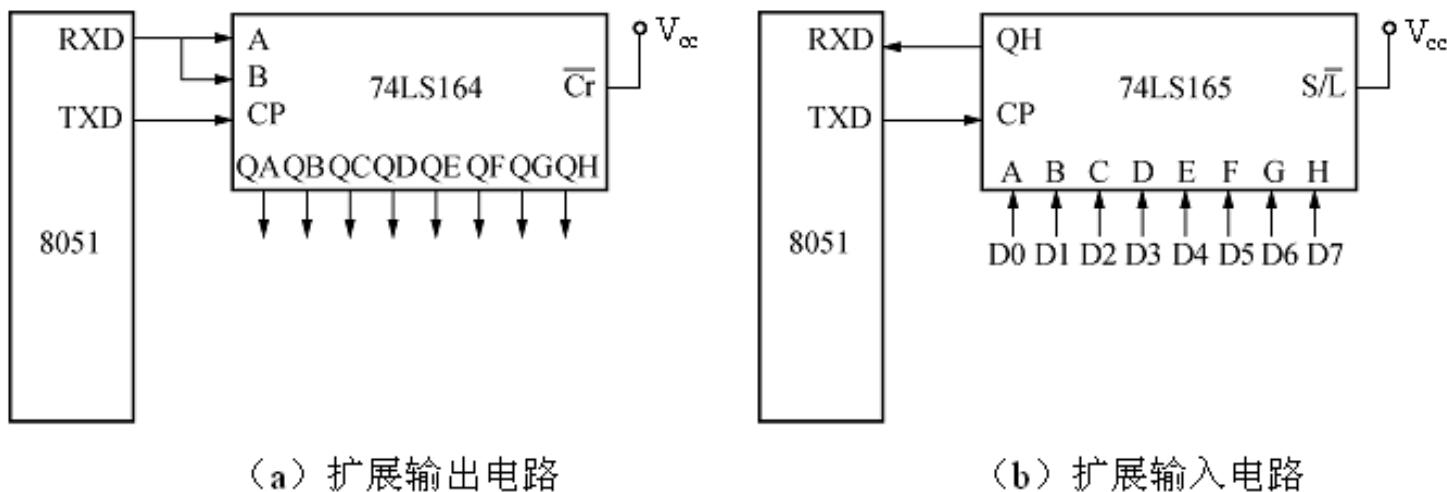 RXD
TXD
8051
A
B
CP
74LS164
C̅r̅
Vcc
QA QB QC QD QE QF QG QH
(a) 扩展输出电路
RXD
TXD
8051
QH
CP
74LS165
S/L̅
Vcc
A B C D E F G H
D0 D1 D2 D3 D4 D5 D6 D7
(b) 扩展输入电路